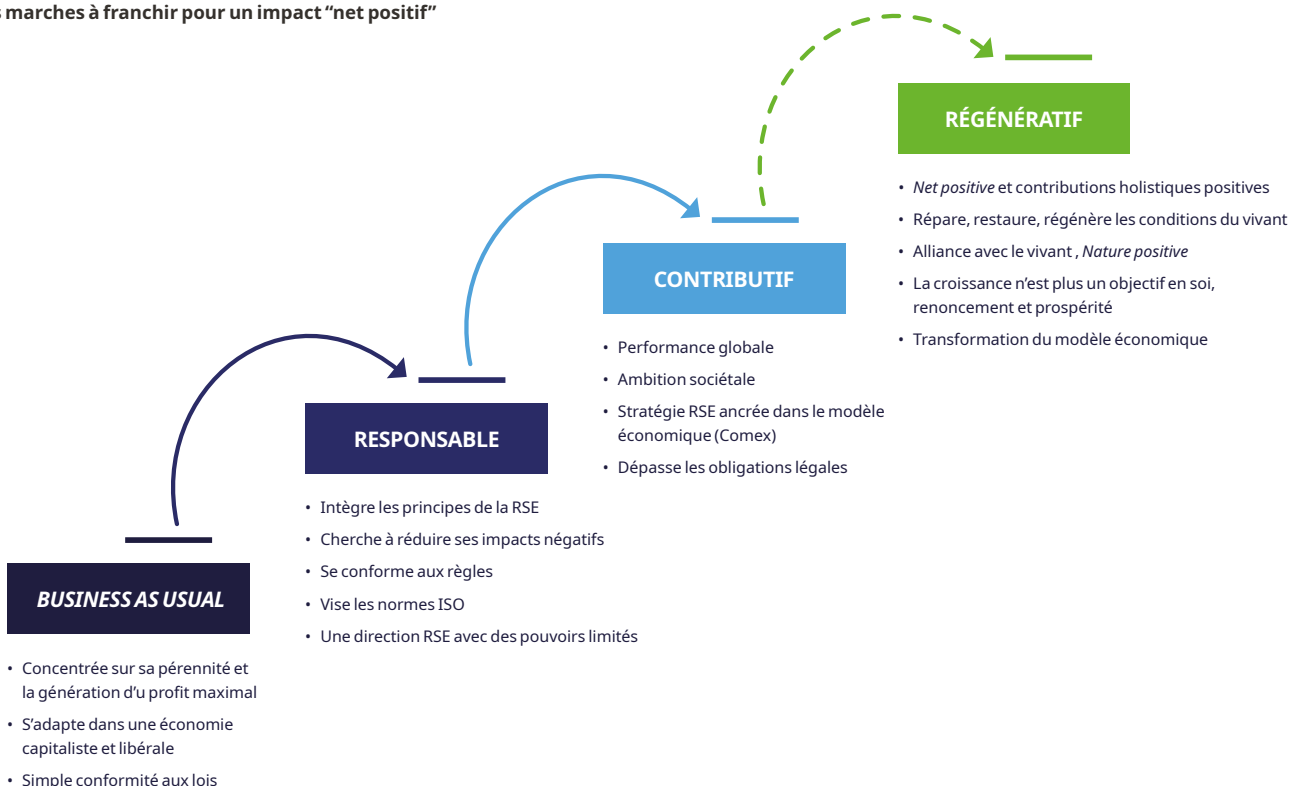 marches à franchir pour un impact “net positif”
RÉGÉNÉRATIF
• Net positive et contributions holistiques positives
• Répare, restaure, régénère les conditions du vivant
• Alliance avec le vivant , Nature positive
• La croissance n’est plus un objectif en soi,
renoncement et prospérité
• Transformation du modèle économique
CONTRIBUTIF
• Performance globale
• Ambition sociétale
• Stratégie RSE ancrée dans le modèle
économique (Comex)
• Dépasse les obligations légales
RESPONSABLE
• Intègre les principes de la RSE
• Cherche à réduire ses impacts négatifs
• Se conforme aux règles
• Vise les normes ISO
• Une direction RSE avec des pouvoirs limités
BUSINESS AS USUAL
• Concentrée sur sa pérennité et
la génération d’u profit maximal
• S’adapte dans une économie
capitaliste et libérale
• Simple conformité aux lois